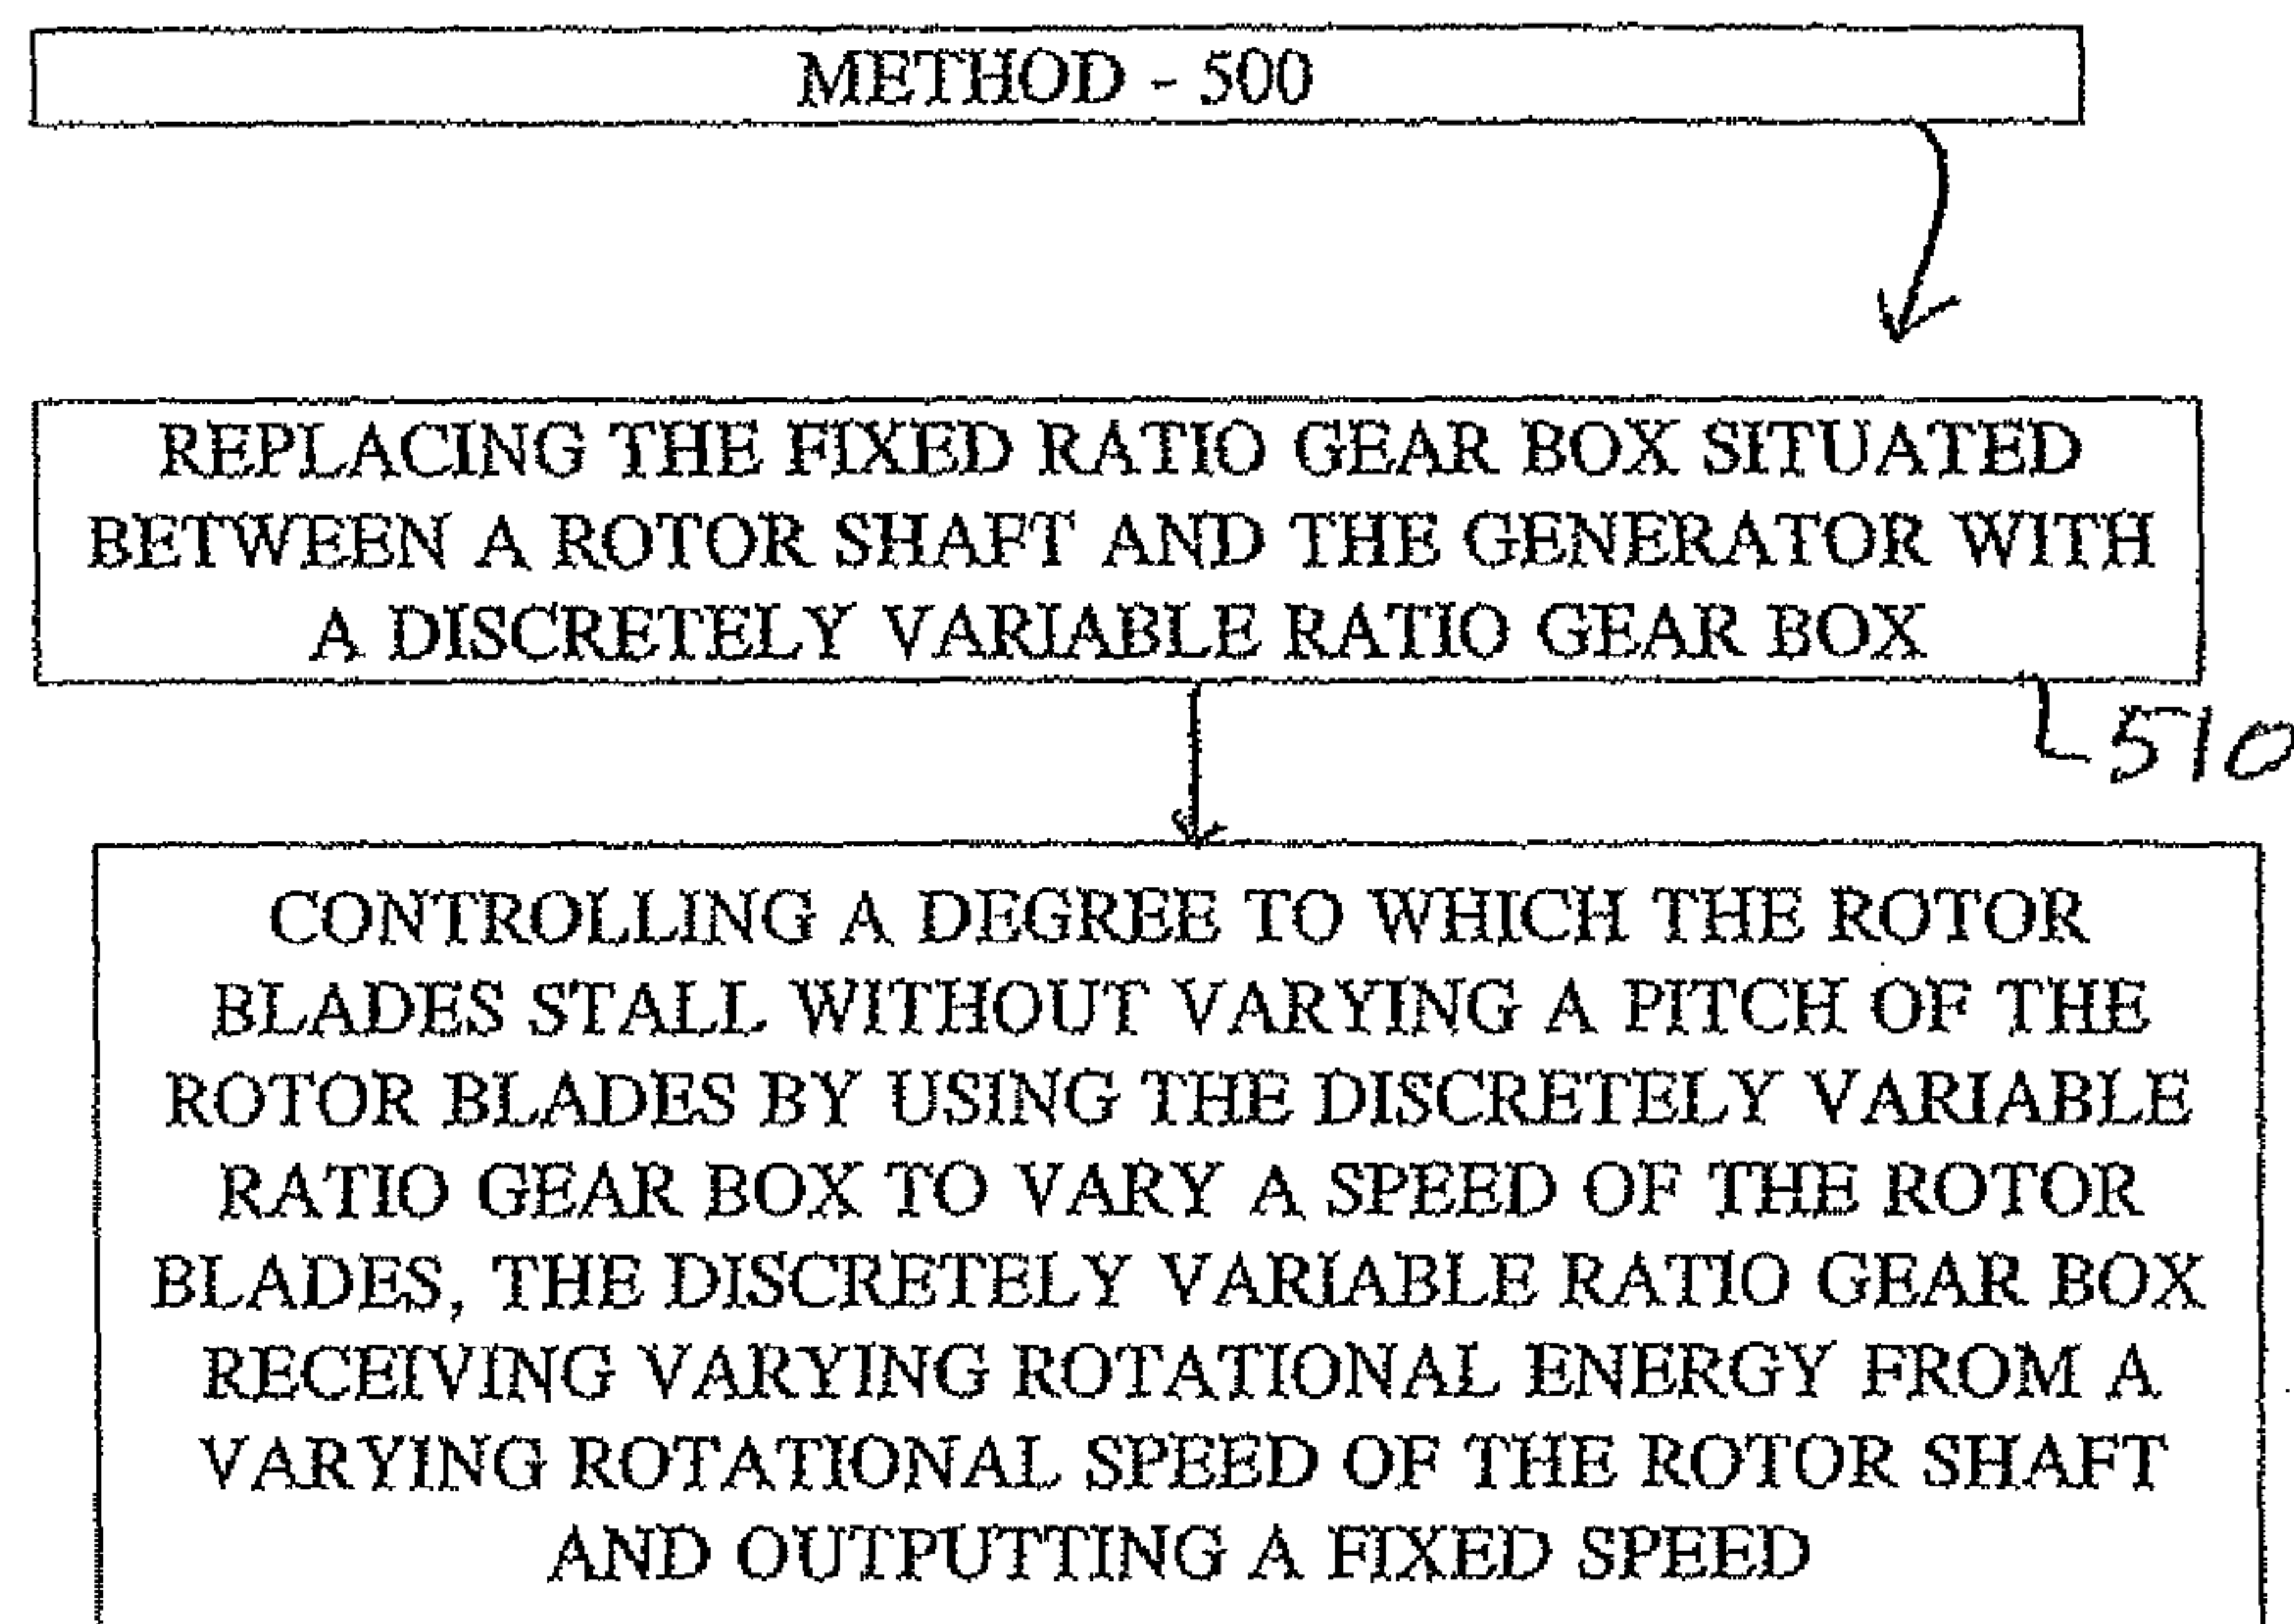 METHOD - 500
REPLACING THE FIXED RATIO GEAR BOX SITUATED
BETWEEN A ROTOR SHAFT AND THE GENERATOR WITH
A DISCRETELY VARIABLE RATIO GEAR BOX
510
CONTROLLING A DEGREE TO WHICH THE ROTOR
BLADES STALL WITHOUT VARYING A PITCH OF THE
ROTOR BLADES BY USING THE DISCRETELY VARIABLE
RATIO GEAR BOX TO VARY A SPEED OF THE ROTOR
BLADES, THE DISCRETELY VARIABLE RATIO GEAR BOX
RECEIVING VARYING ROTATIONAL ENERGY FROM A
VARYING ROTATIONAL SPEED OF THE ROTOR SHAFT
AND OUTPUTTING A FIXED SPEED